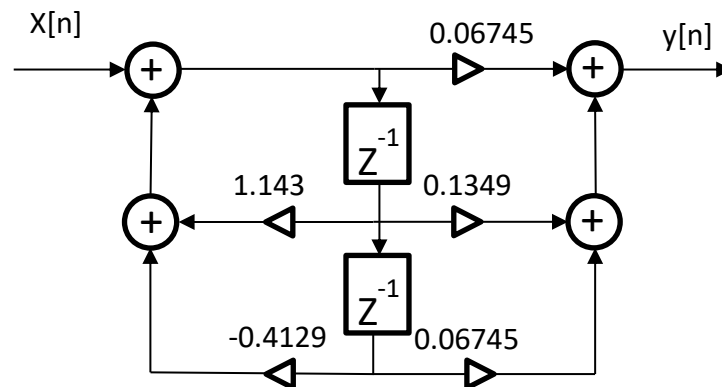 X[n]
0.06745
y[n]
+
+
Z-1
1.143
0.1349
+
+
Z-1
-0.4129
0.06745